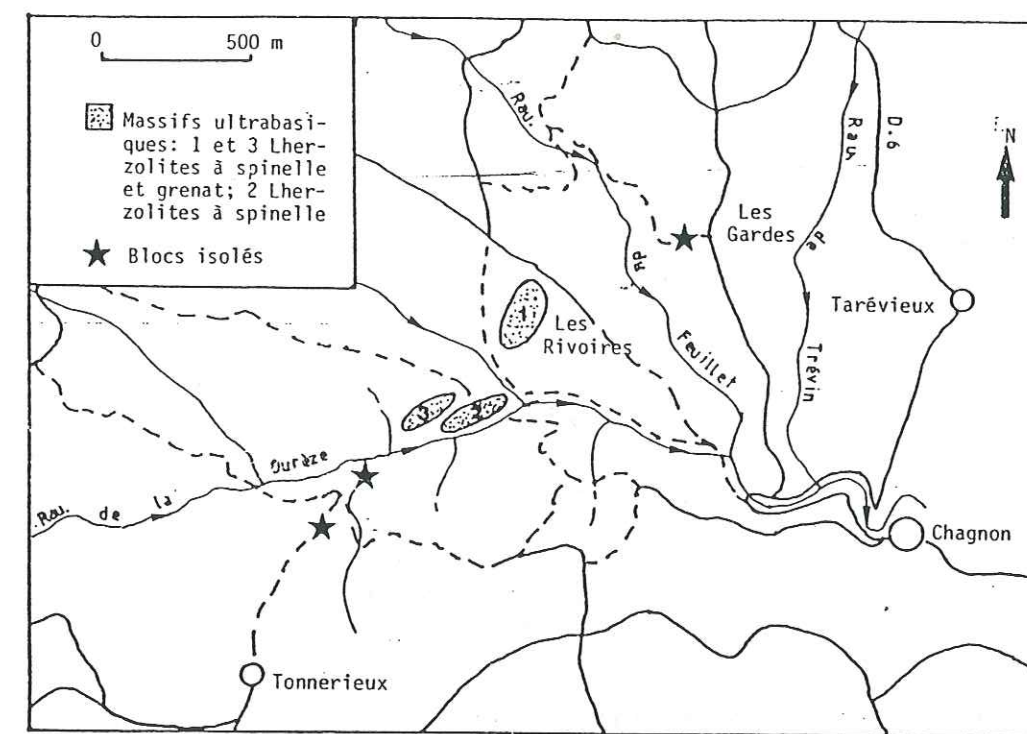 0 500 m
Massifs ultrabasi-
ques: 1 et 3 Lher-
zolites à spinelle
et grenat; 2 Lher-
zolites à spinelle
Blocs isolés
N
Rau.
de
Feuillet
Rau
de
Trévin
D.6
Les
Gardes
Tarévieux
1
Les
Rivoires
3
2
Rau.
de la
Durèze
Chagnon
Tonnerieux